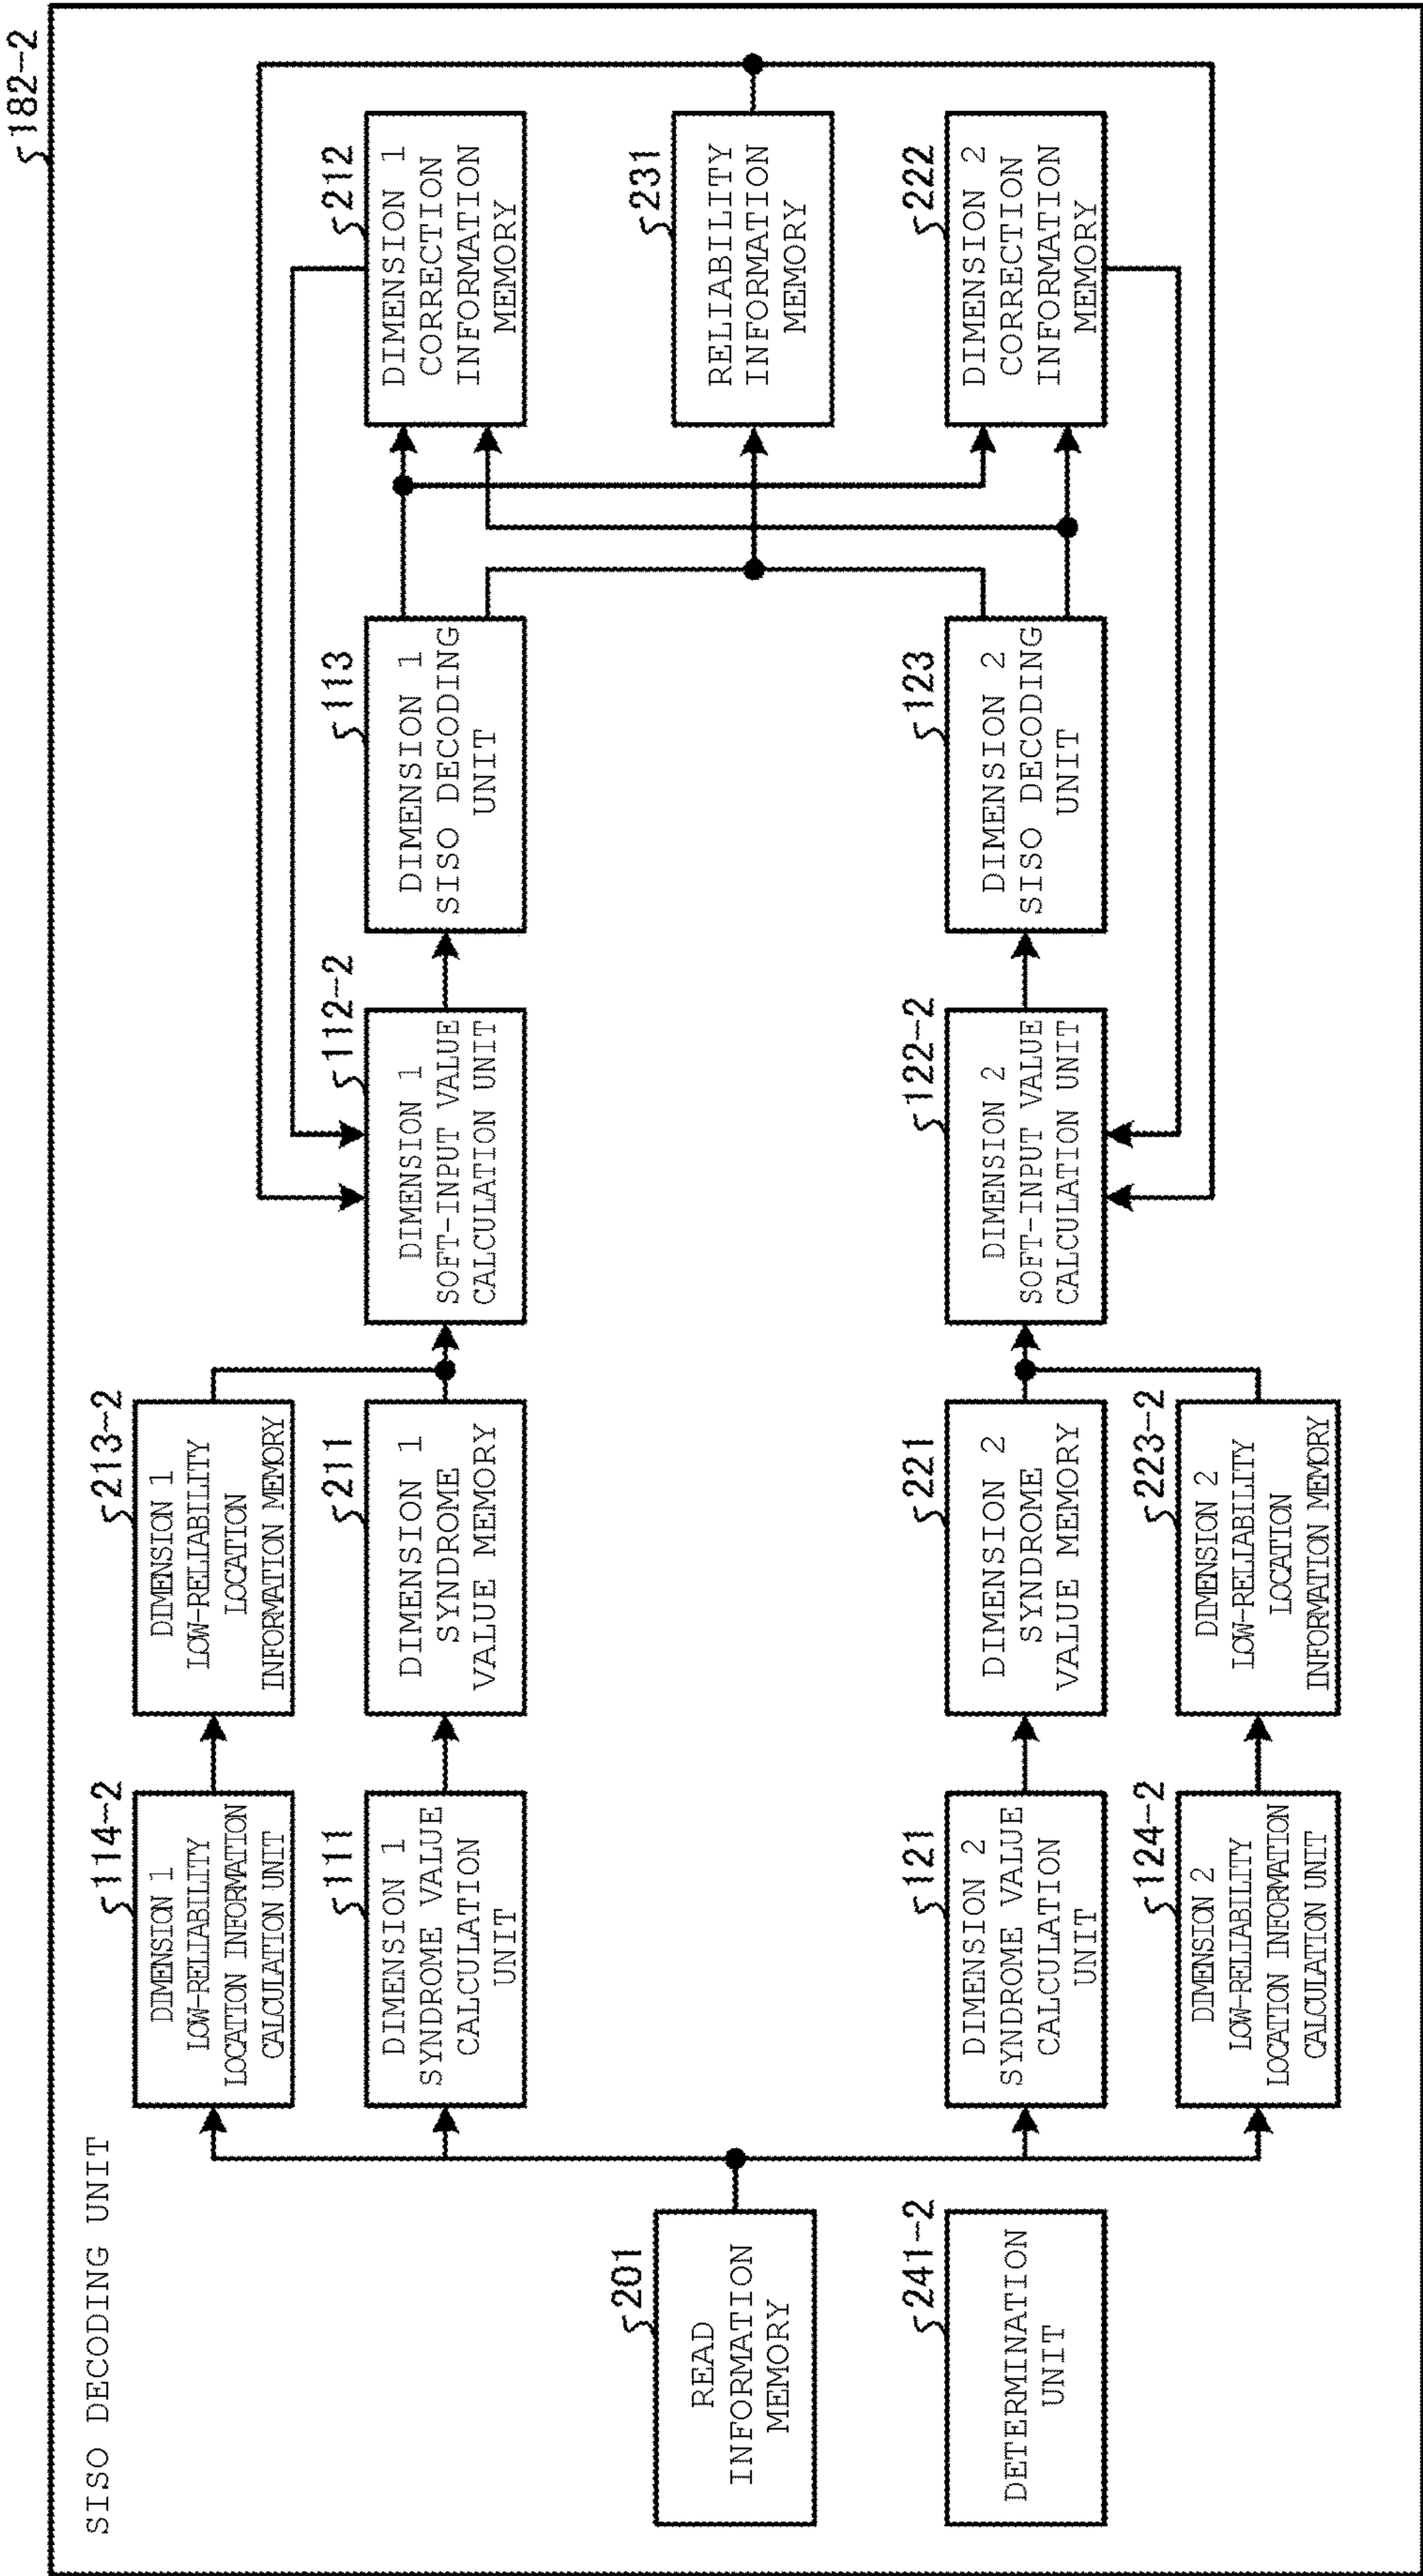 182-2
SISO DECODING UNIT
201
READ
INFORMATION
MEMORY
241-2
DETERMINATION
UNIT
114-2
DIMENSION 1
LOW-RELIABILITY
LOCATION INFORMATION
CALCULATION UNIT
111
DIMENSION 1
SYNDROME VALUE
CALCULATION
UNIT
121
DIMENSION 2
SYNDROME VALUE
CALCULATION
UNIT
124-2
DIMENSION 2
LOW-RELIABILITY
LOCATION INFORMATION
CALCULATION UNIT
213-2
DIMENSION 1
LOW-RELIABILITY
LOCATION
INFORMATION MEMORY
211
DIMENSION 1
SYNDROME
VALUE MEMORY
221
DIMENSION 2
SYNDROME
VALUE MEMORY
223-2
DIMENSION 2
LOW-RELIABILITY
LOCATION
INFORMATION MEMORY
112-2
DIMENSION 1
SOFT-INPUT VALUE
CALCULATION UNIT
122-2
DIMENSION 2
SOFT-INPUT VALUE
CALCULATION UNIT
113
DIMENSION 1
SISO DECODING
UNIT
123
DIMENSION 2
SISO DECODING
UNIT
212
DIMENSION 1
CORRECTION
INFORMATION
MEMORY
231
RELIABILITY
INFORMATION
MEMORY
222
DIMENSION 2
CORRECTION
INFORMATION
MEMORY